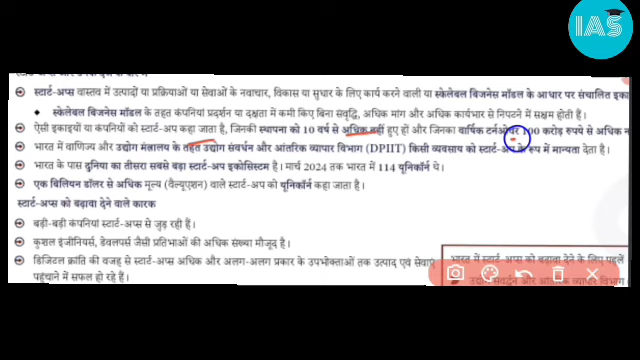 IAS
स्टार्ट-अप्स वास्तव में उत्पादों या प्रक्रियाओं या सेवाओं के नवाचार, विकास या सुधार के लिए कार्य करने वाली या स्केलेबल बिजनेस मॉडल के आधार पर संचालित
स्केलेबल बिजनेस मॉडल के तहत कंपनियां प्रदर्शन या दक्षता में कमी किए बिना संवृद्धि, अधिक मांग और अधिक कार्यभार से निपटने में सक्षम होती हैं।
ऐसी इकाइयों या कंपनियों को स्टार्ट-अप कहा जाता है, जिनकी स्थापना को 10 वर्ष से अधिक नहीं हुए हो और जिनका वार्षिक टर्नओवर 100 करोड़ रुपये से अधिक
भारत में वाणिज्य और उद्योग मंत्रालय के तहत उद्योग संवर्धन और आंतरिक व्यापार विभाग (DPIIT) किसी व्यवसाय को स्टार्ट-अप के रूप में मान्यता देता है।
भारत के पास दुनिया का तीसरा सबसे बड़ा स्टार्ट-अप इकोसिस्टम है। मार्च 2024 तक भारत में 114 यूनिकॉर्न थे।
एक बिलियन डॉलर से अधिक मूल्य (वैल्यूएशन) वाले स्टार्ट-अप को यूनिकॉर्न कहा जाता है।
स्टार्ट-अप्स को बढ़ावा देने वाले कारक
बड़ी-बड़ी कंपनियां स्टार्ट-अप्स से जुड़ रही हैं।
कुशल इंजीनियर्स, डेवलपर्स जैसी प्रतिभाओं की अधिक संख्या मौजूद है।
डिजिटल क्रांति की वजह से स्टार्ट-अप्स अधिक और अलग-अलग प्रकार के उपभोक्ताओं तक उत्पाद एवं सेवाएं
पहुंचाने में सफल हो रहे हैं।
भारत में स्टार्ट-अप्स को बढ़ावा देने के लिए पहलें
उद्योग संवर्धन और आंतरिक व्यापार विभाग